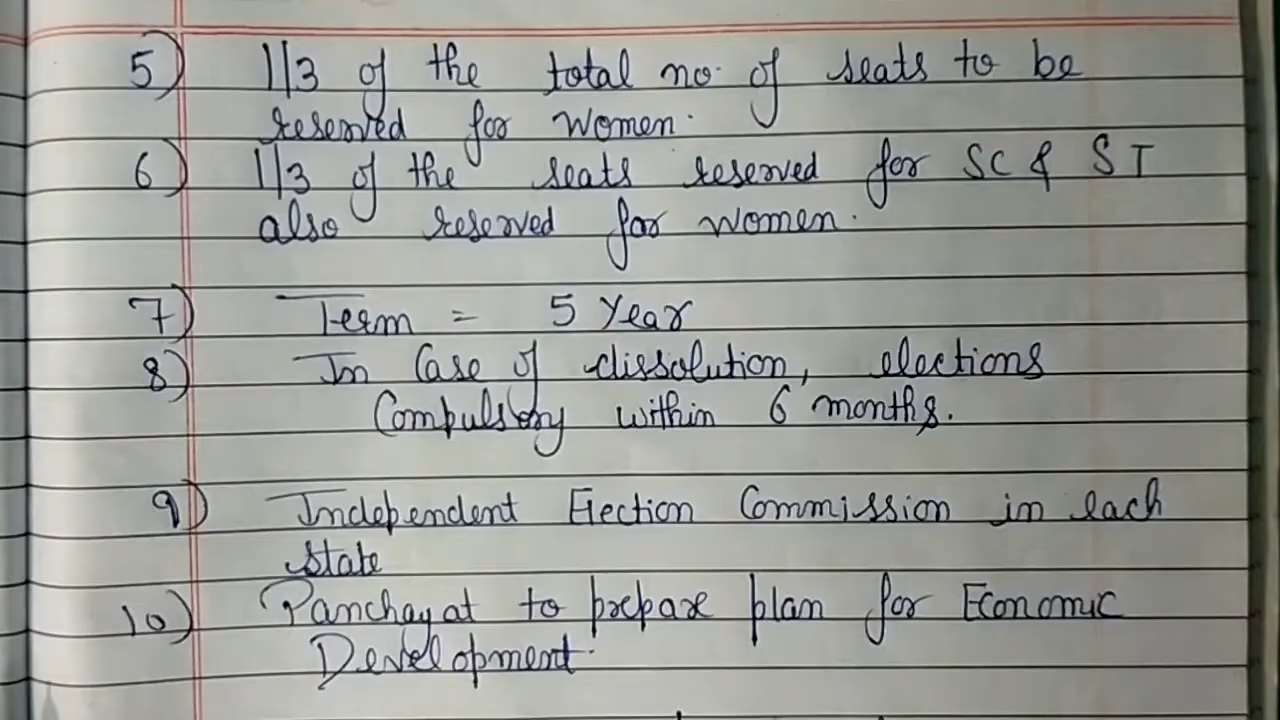 5) 1/3 of the total no. of seats to be
reserved for women.
6) 1/3 of the seats reserved for SC & ST
also reserved for women.
7) Term = 5 Year
8) In Case of dissolution, elections
Compulsory within 6 months.
9) Independent Election Commission in each
state
10) Panchayat to prepare plan for Economic
Development.